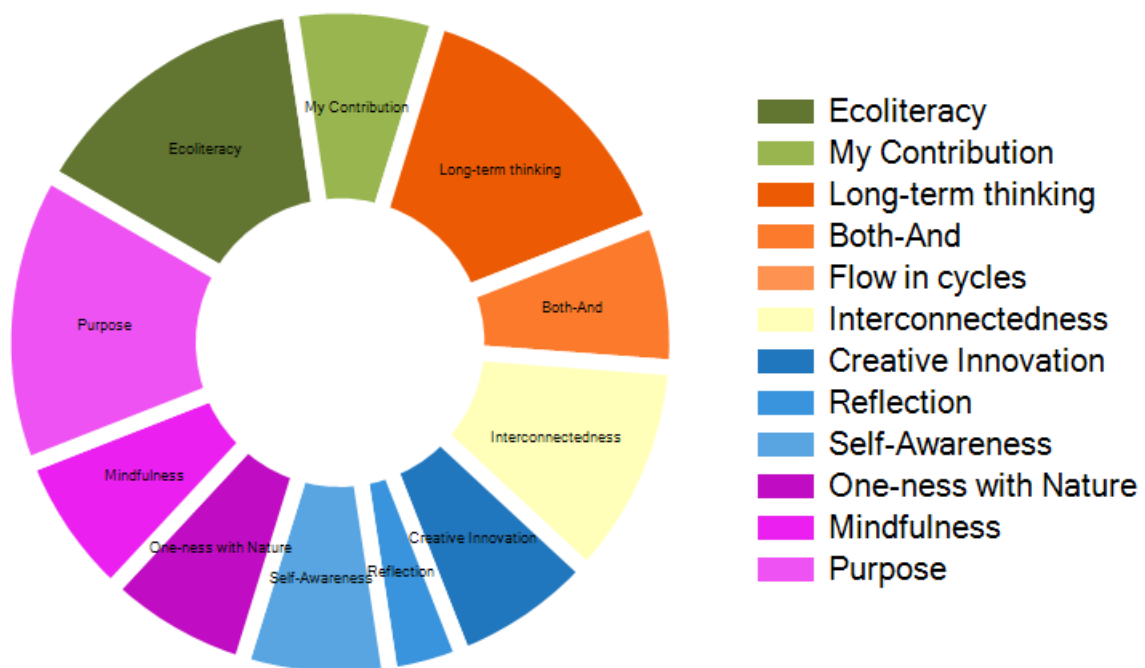 My Contribution
Ecoliteracy
Long-term thinking
Both-And
Purpose
Interconnectedness
Mindfulness
Creative Innovation
One-ness with Nature
Reflection
Self-Awareness
Ecoliteracy
My Contribution
Long-term thinking
Both-And
Flow in cycles
Interconnectedness
Creative Innovation
Reflection
Self-Awareness
One-ness with Nature
Mindfulness
Purpose